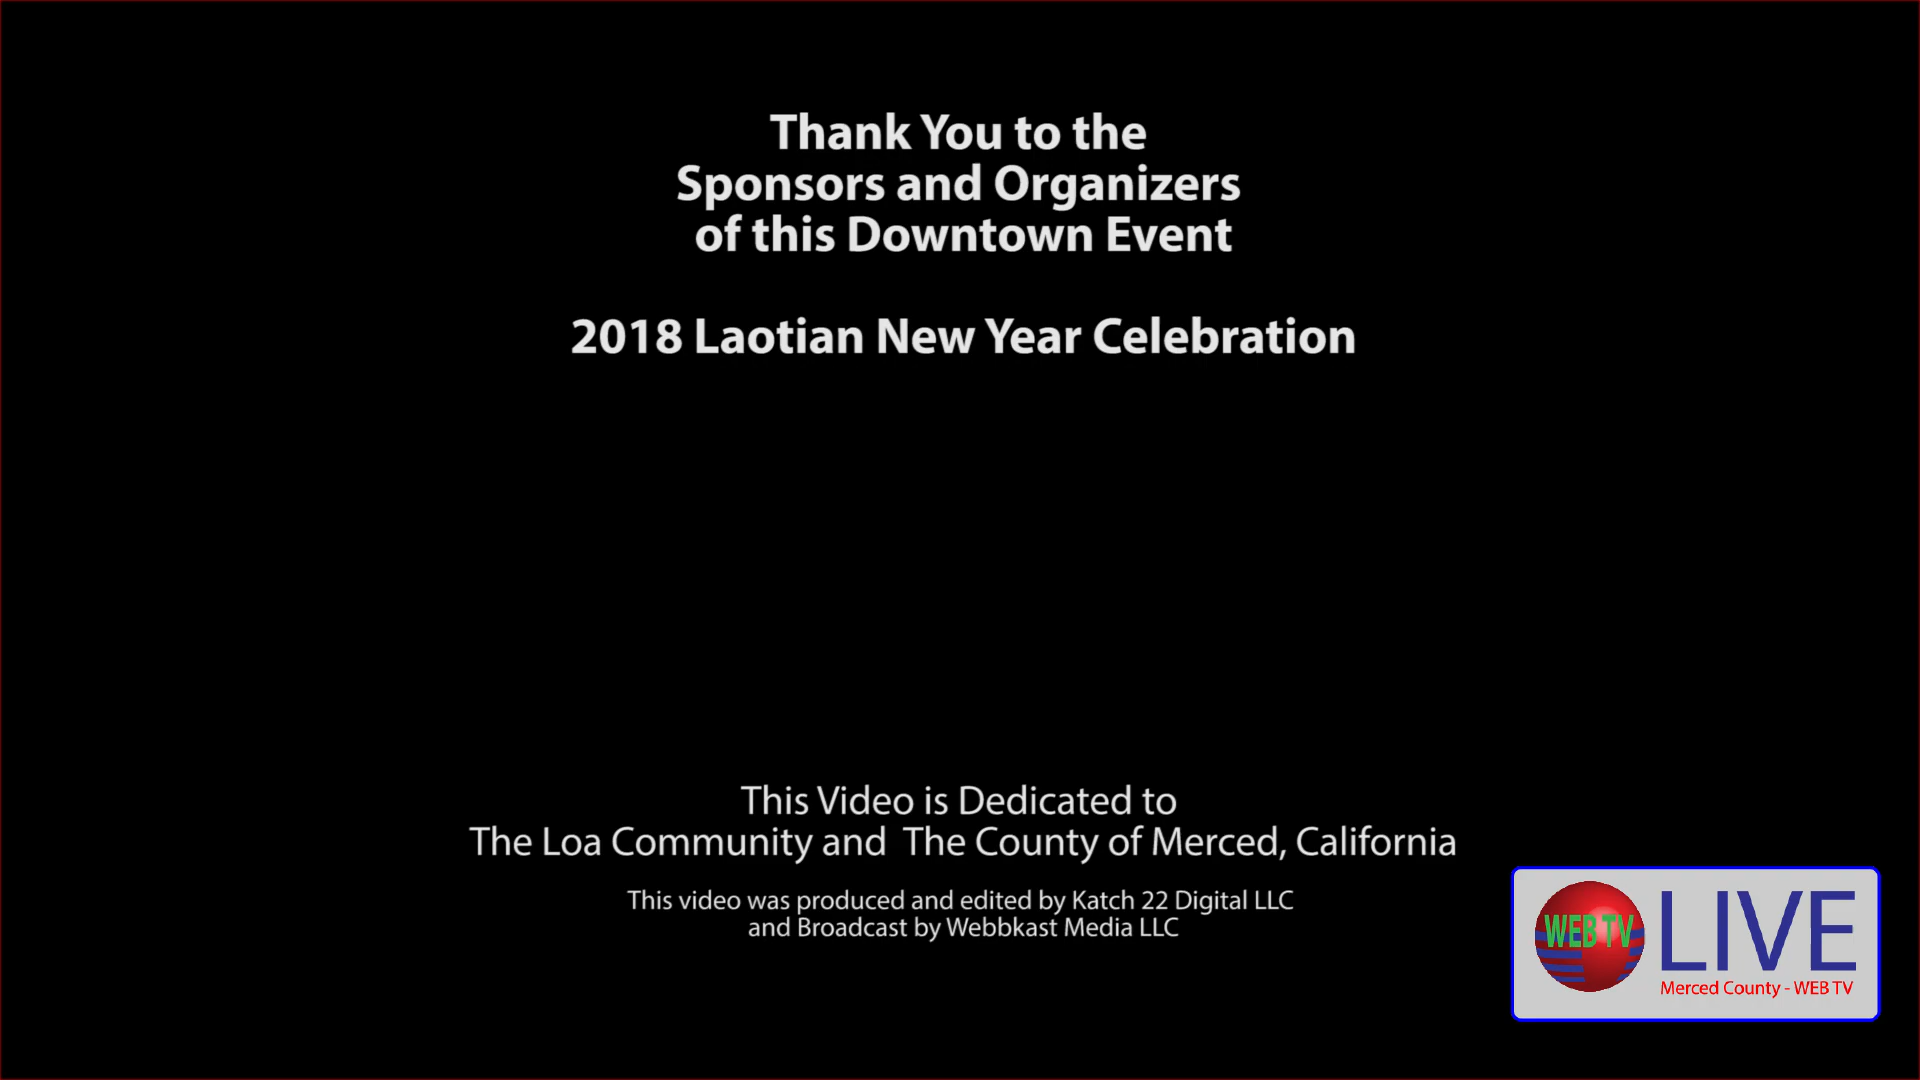 Thank You to the
Sponsors and Organizers
of this Downtown Event
2018 Laotian New Year Celebration
This Video is Dedicated to
The Loa Community and The County of Merced, California
This video was produced and edited by Katch 22 Digital LLC
and Broadcast by Webbkast Media LLC
WEB TV
LIVE
Merced County - WEB TV